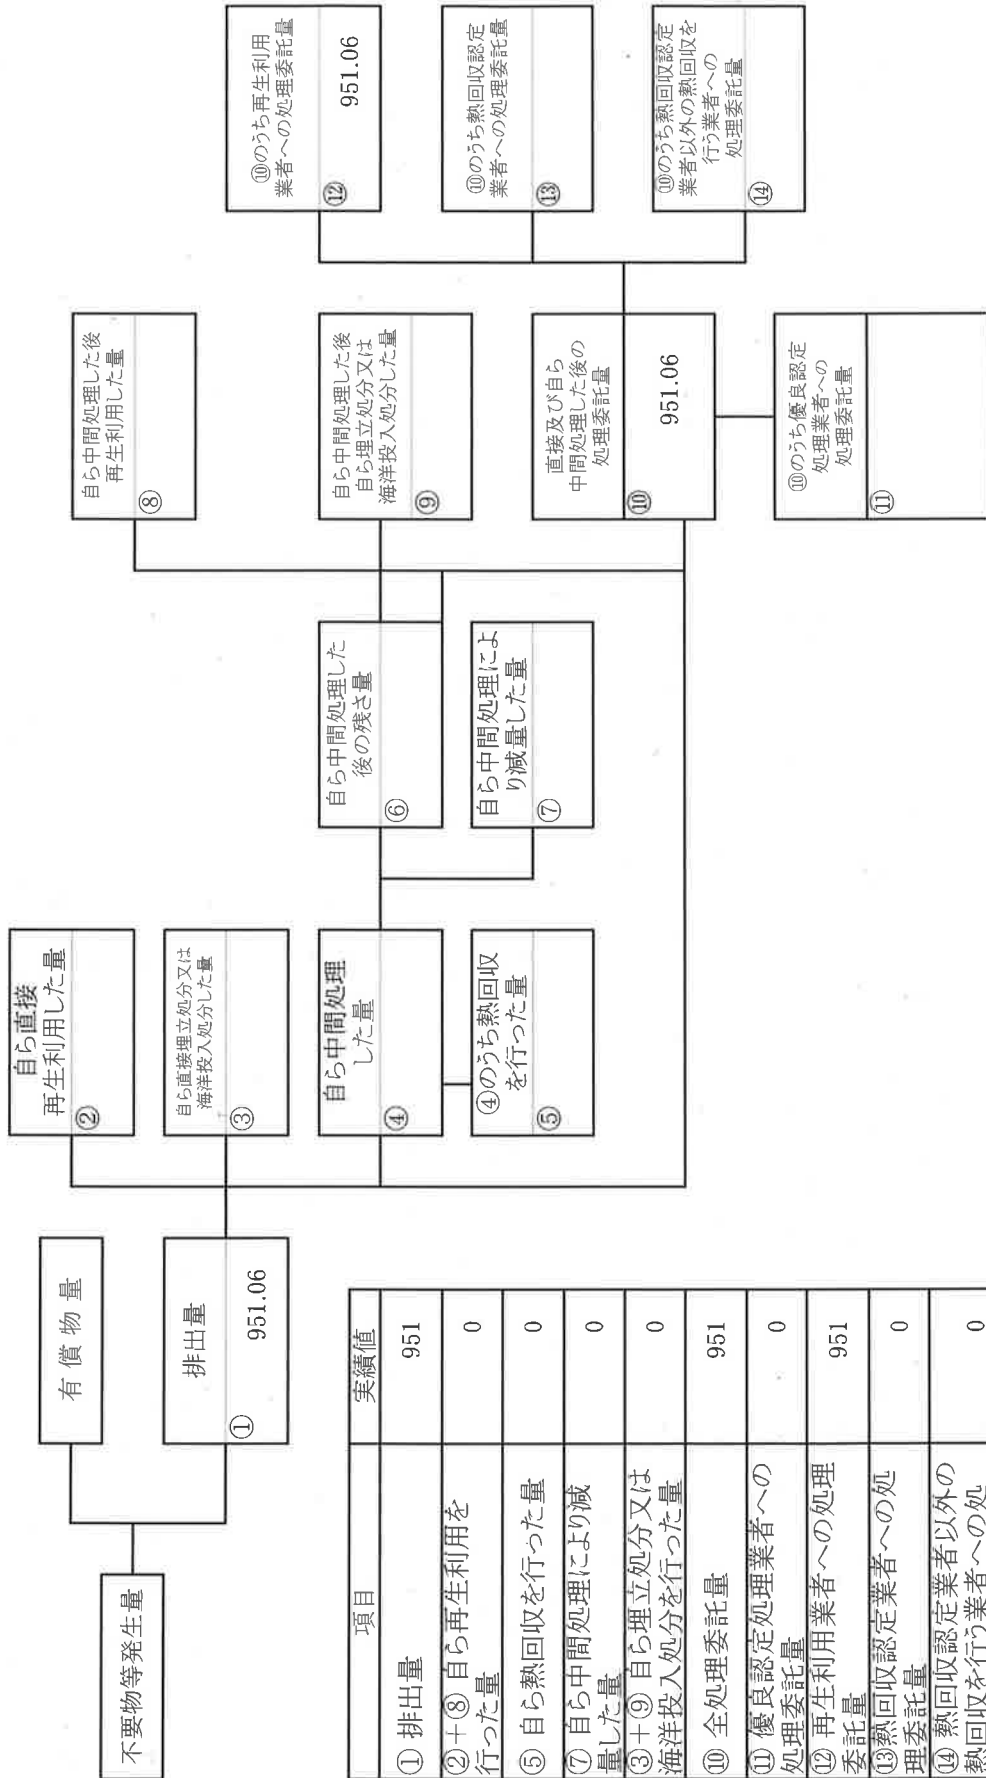 不要物等発生量
有償物量
排出量
①
951.06
自ら直接
再生利用した量
②
自ら直接埋立処分又は
海洋投入処分した量
③
自ら中間処理
した量
④
④のうち熱回収
を行った量
⑤
自ら中間処理した
後の残さ量
⑥
自ら中間処理によ
り減量した量
⑦
自ら中間処理した後
再生利用した量
⑧
自ら中間処理した後
自ら埋立処分又は
海洋投入処分した量
⑨
直接及び自ら
中間処理した後の
処理委託量
⑩
951.06
⑩のうち優良認定
処理業者への
処理委託量
⑪
⑩のうち再生利用
業者への処理委託量
⑫
951.06
⑩のうち熱回収認定
業者への処理委託量
⑬
⑩のうち熱回収認定
業者以外の熱回収を
行う業者への
処理委託量
⑭
項目 実績値
① 排出量 951
②＋⑧ 自ら再生利用を
行った量 0
⑤ 自ら熱回収を行った量 0
⑦ 自ら中間処理により減
量した量 0
③＋⑨ 自ら埋立処分又は
海洋投入処分を行った量 0
⑩ 全処理委託量 951
⑪ 優良認定処理業者への
処理委託量 0
⑫ 再生利用業者への処理
委託量 951
⑬熱回収認定業者への処
理委託量 0
⑭ 熱回収認定業者以外の
熱回収を行う業者への処 0